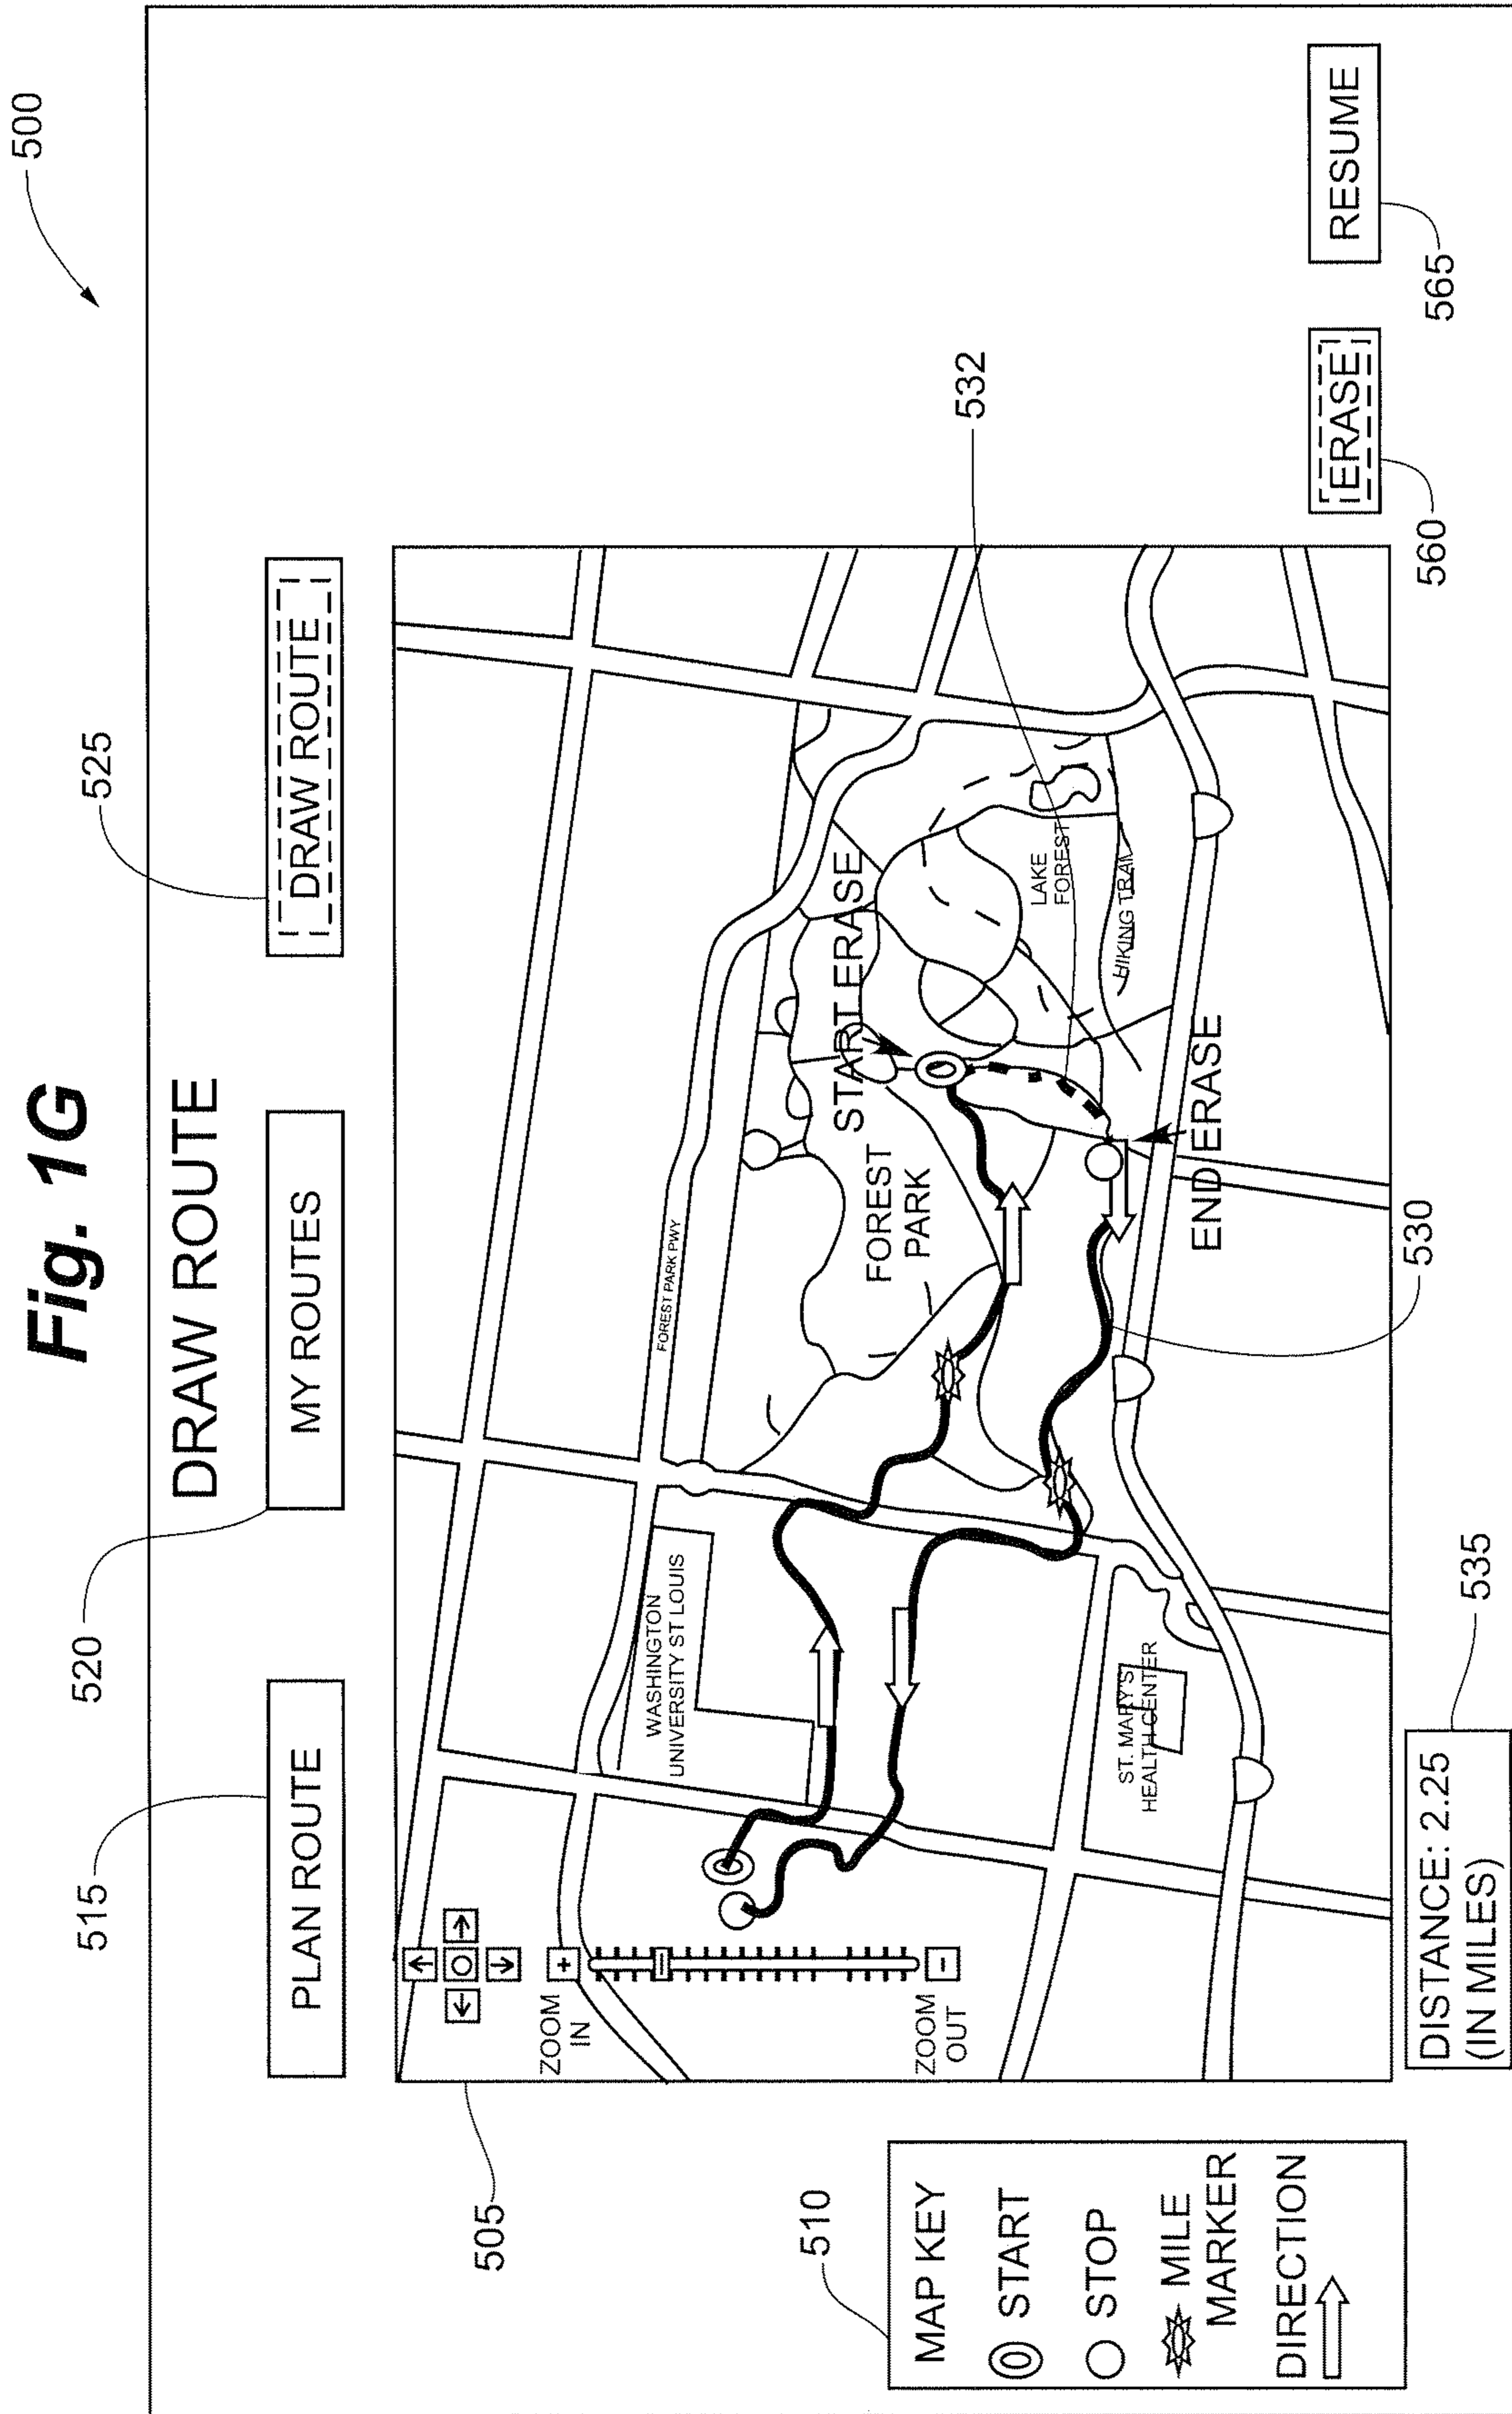 Fig. 1G
500
DRAW ROUTE
515
520
525
PLAN ROUTE
MY ROUTES
DRAW ROUTE
505
ZOOM
IN
ZOOM
OUT
+
-
FOREST PARK PWY
WASHINGTON
UNIVERSITY ST LOUIS
FOREST
PARK
START ERASE
LAKE
FOREST
HIKING TRAIL
END ERASE
ST. MARY'S
HEALTH CENTER
532
530
510
MAP KEY
START
STOP
MILE
MARKER
DIRECTION
DISTANCE: 2.25
(IN MILES)
535
ERASE
RESUME
560
565